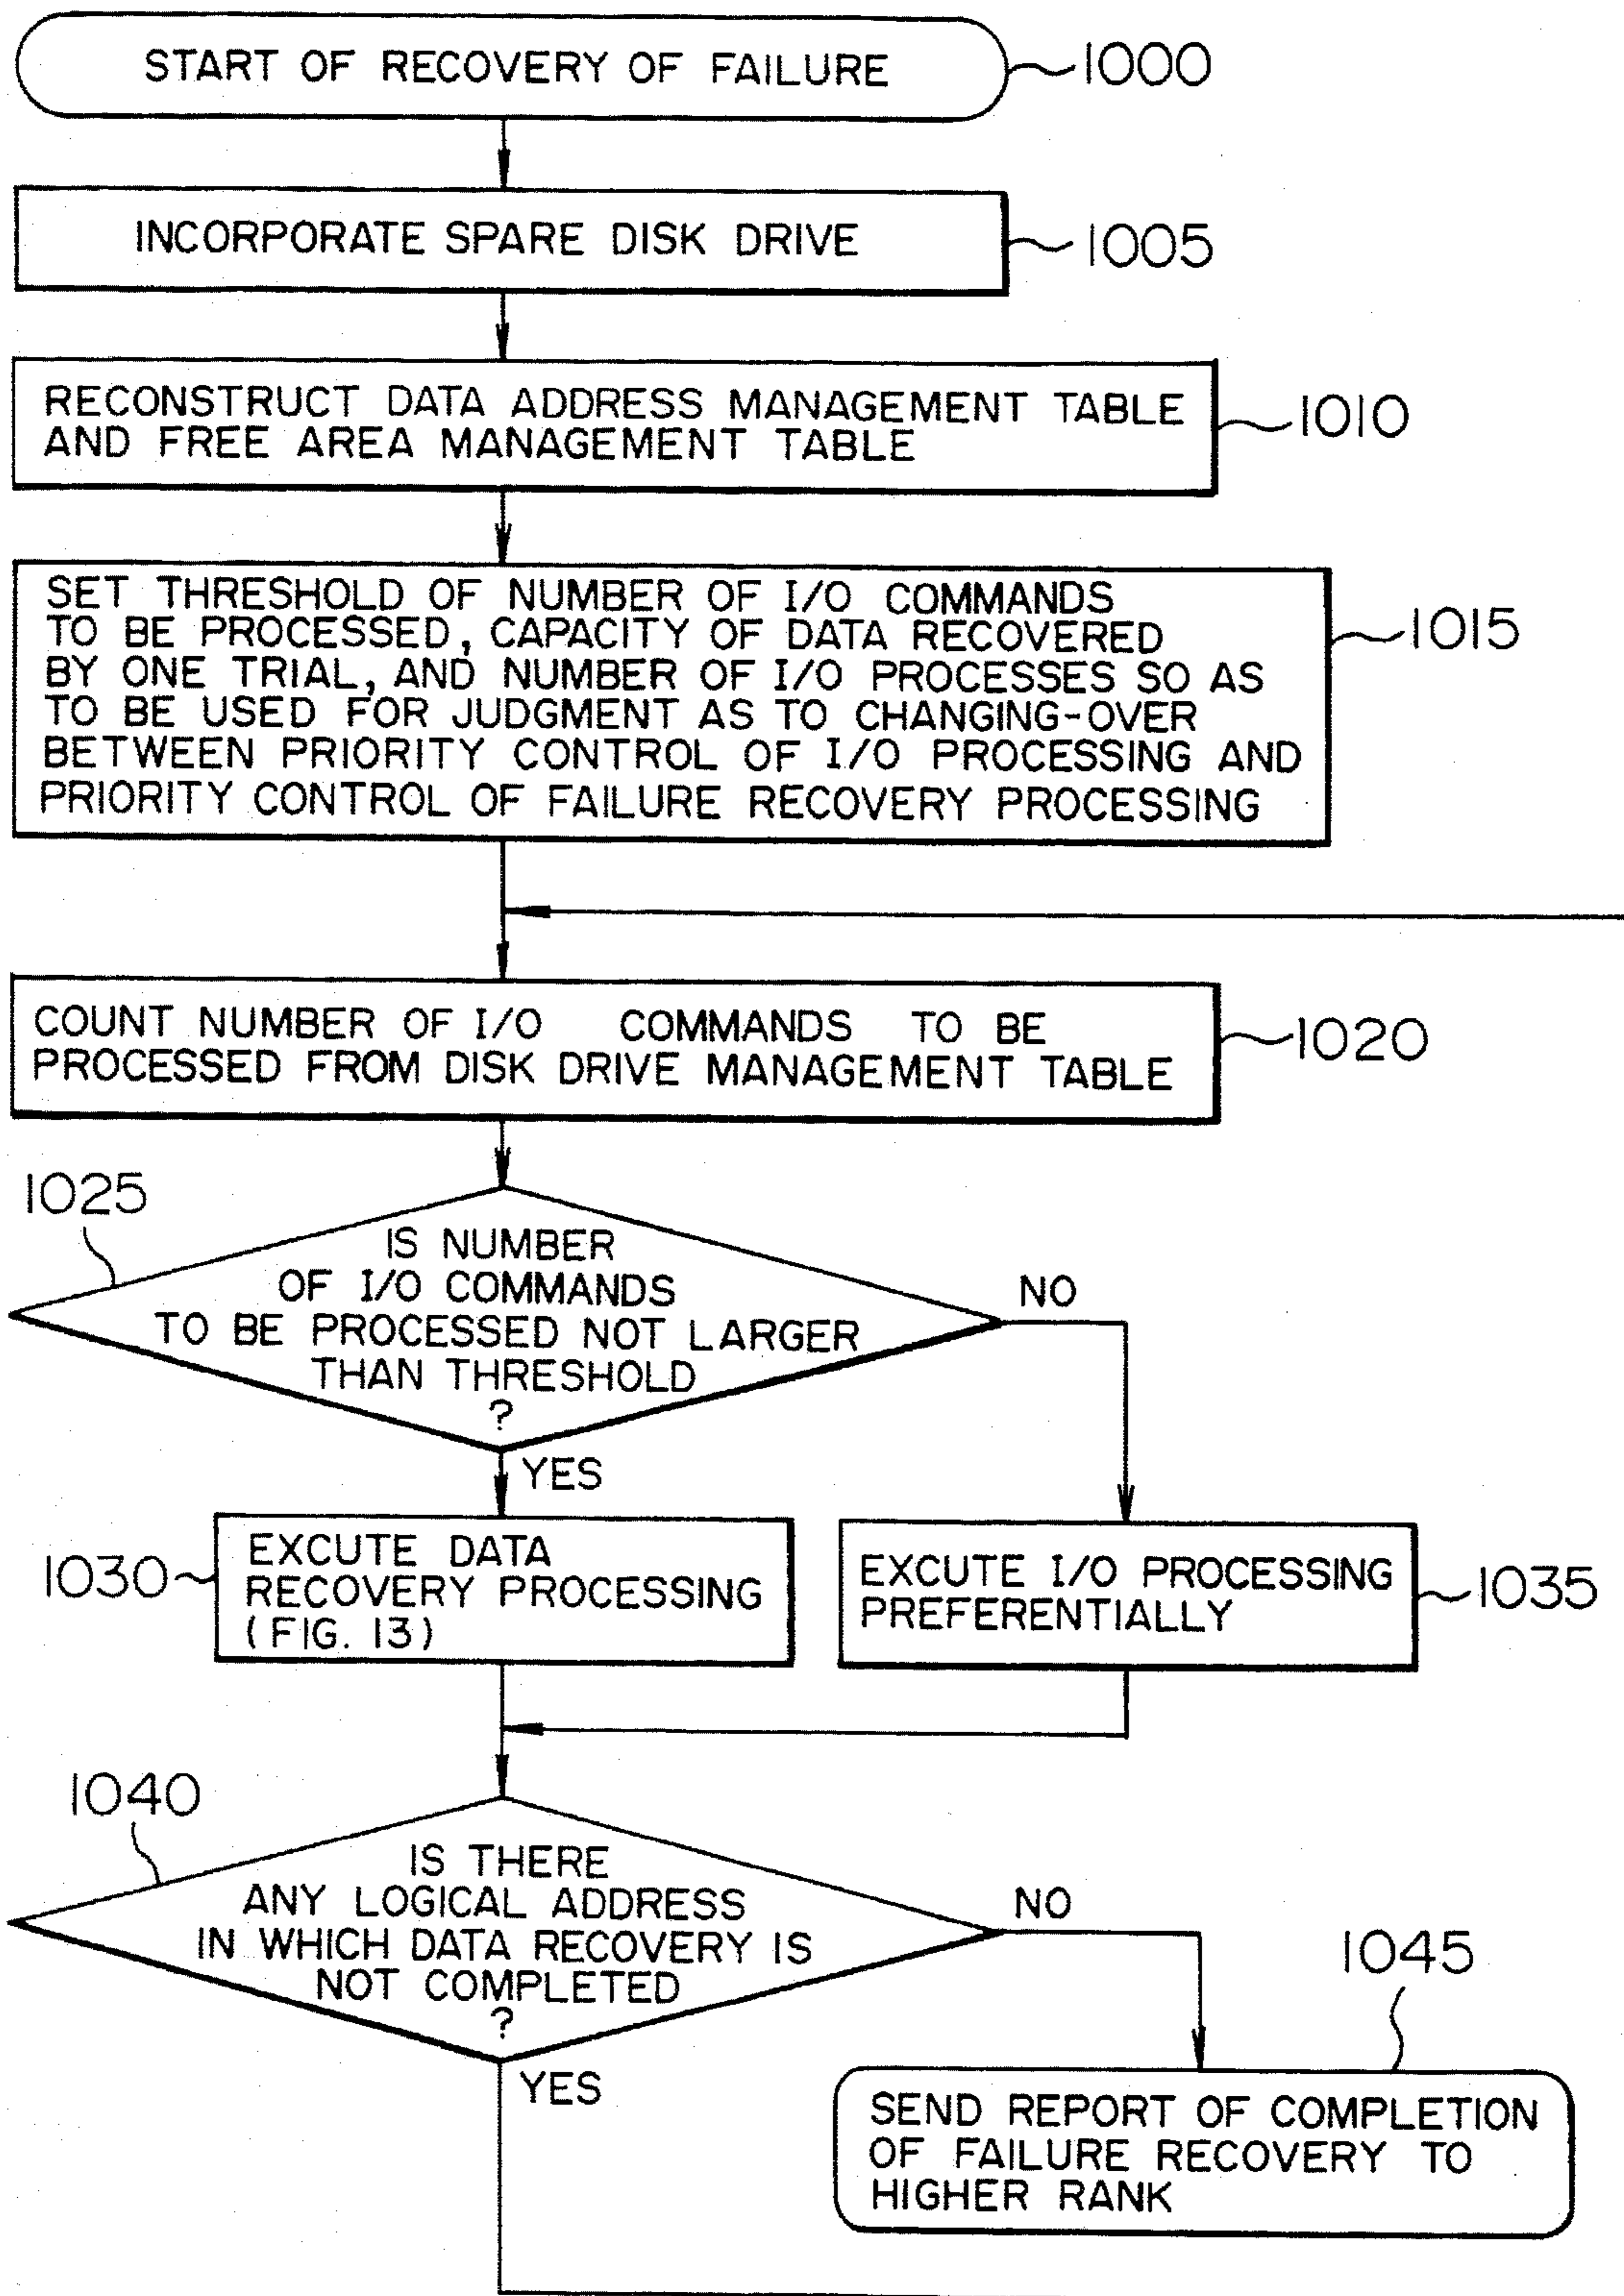 START OF RECOVERY OF FAILURE
1000
INCORPORATE SPARE DISK DRIVE
1005
RECONSTRUCT DATA ADDRESS MANAGEMENT TABLE
AND FREE AREA MANAGEMENT TABLE
1010
SET THRESHOLD OF NUMBER OF I/O COMMANDS
TO BE PROCESSED, CAPACITY OF DATA RECOVERED
BY ONE TRIAL, AND NUMBER OF I/O PROCESSES SO AS
TO BE USED FOR JUDGMENT AS TO CHANGING-OVER
BETWEEN PRIORITY CONTROL OF I/O PROCESSING AND
PRIORITY CONTROL OF FAILURE RECOVERY PROCESSING
1015
COUNT NUMBER OF I/O COMMANDS TO BE
PROCESSED FROM DISK DRIVE MANAGEMENT TABLE
1020
1025
IS NUMBER
OF I/O COMMANDS
TO BE PROCESSED NOT LARGER
THAN THRESHOLD
?
NO
YES
1030
EXCUTE DATA
RECOVERY PROCESSING
(FIG. 13)
EXCUTE I/O PROCESSING
PREFERENTIALLY
1035
1040
IS THERE
ANY LOGICAL ADDRESS
IN WHICH DATA RECOVERY IS
NOT COMPLETED
?
NO
YES
1045
SEND REPORT OF COMPLETION
OF FAILURE RECOVERY TO
HIGHER RANK